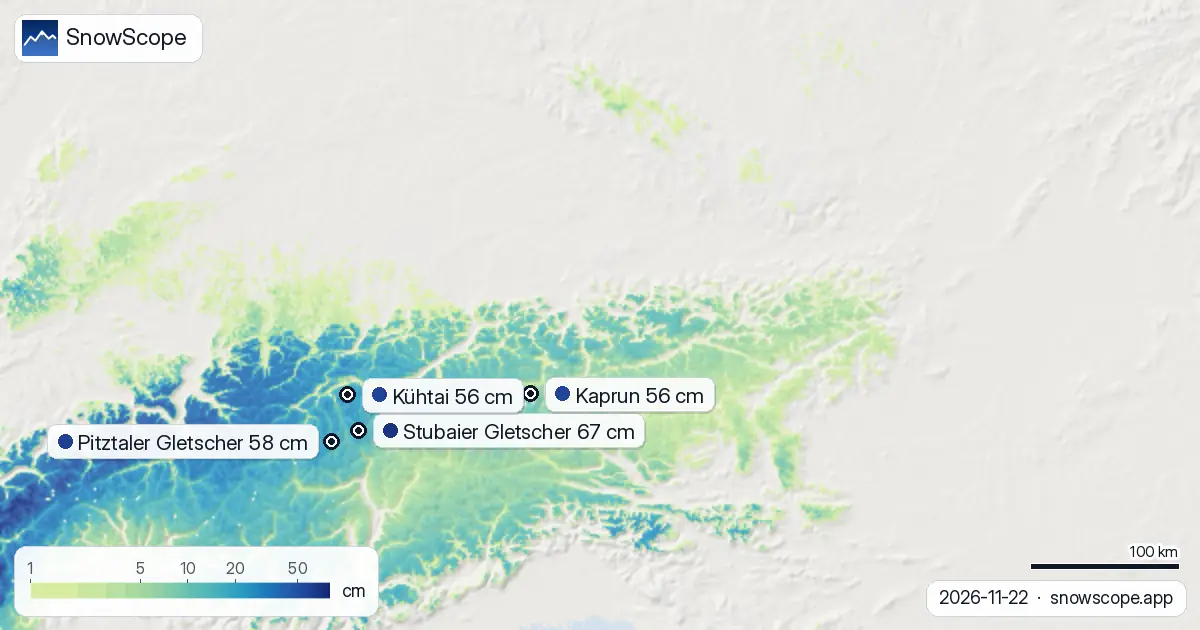 SnowScope
Kühtai 56 cm
Kaprun 56 cm
Stubaier Gletscher 67 cm
Pitztaler Gletscher 58 cm
1 5 10 20 50
cm
100 km
2026-11-22 · snowscope.app